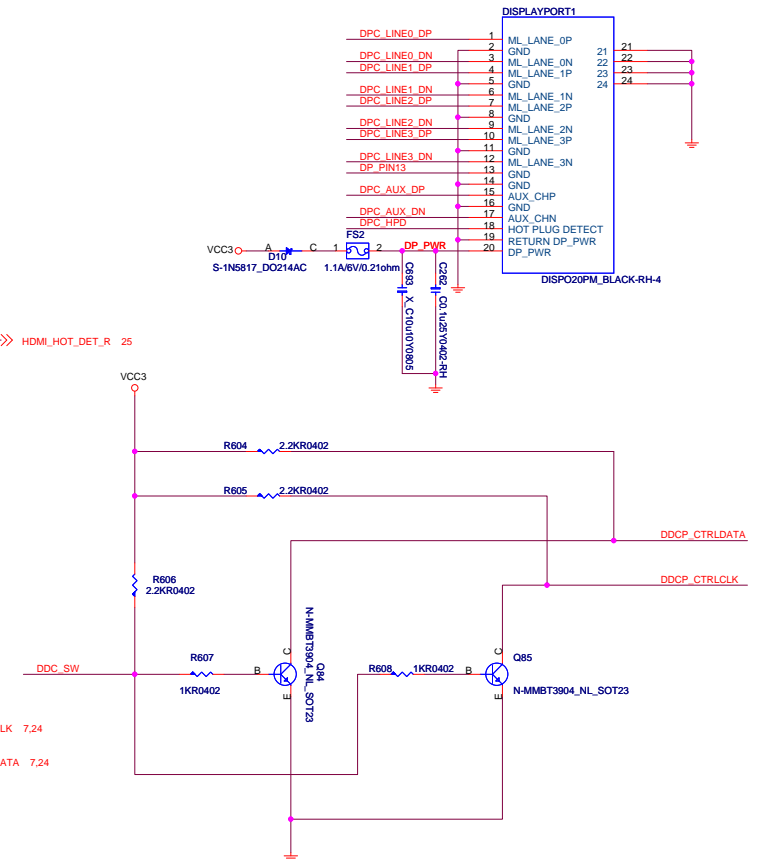 DISPLAYPORT1
DPC_LINE0_DP 1 ML_LANE_0P
2 GND 21 21
DPC_LINE0_DN 3 ML_LANE_0N 22 22
DPC_LINE1_DP 4 ML_LANE_1P 23 23
5 GND 24 24
DPC_LINE1_DN 6 ML_LANE_1N
DPC_LINE2_DP 7 ML_LANE_2P
8 GND
DPC_LINE2_DN 9 ML_LANE_2N
DPC_LINE3_DP 10 ML_LANE_3P
11 GND
DPC_LINE3_DN 12 ML_LANE_3N
DP_PIN13 13 GND
14 GND
DPC_AUX_DP 15 AUX_CHP
16 GND
DPC_AUX_DN 17 AUX_CHN
DPC_HPD 18 HOT PLUG DETECT
19 RETURN DP_PWR
20 DP_PWR
FS2
VCC3 A C 1 2 DP_PWR
D10
S-1N5817_DO214AC 1.1A/6V/0.21ohm
C693 X_C10u10Y0805
C262 C0.1u25Y0402-RH
DISPO20PM_BLACK-RH-4
HDMI_HOT_DET_R 25
VCC3
R604 2.2KR0402
R605 2.2KR0402
DDCP_CTRLDATA
DDCP_CTRLCLK
R606
2.2KR0402
DDC_SW
R607
1KR0402
B C E
Q84
N-MMBT3904_NL_SOT23
R608 1KR0402
B C E
Q85
N-MMBT3904_NL_SOT23
LK 7,24
ATA 7,24